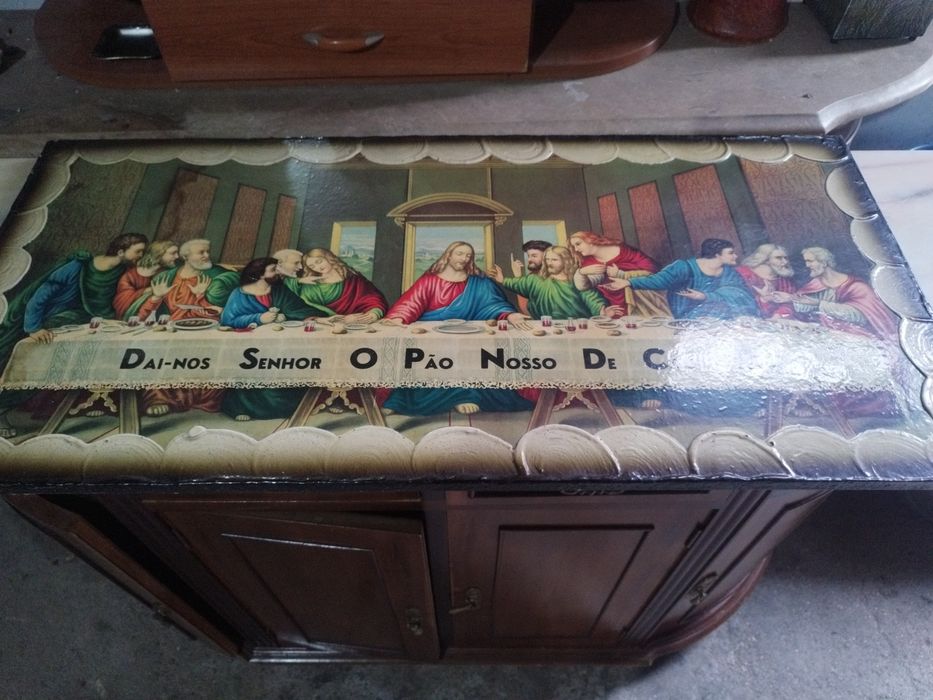 Dai-nos Senhor O Pão Nosso De